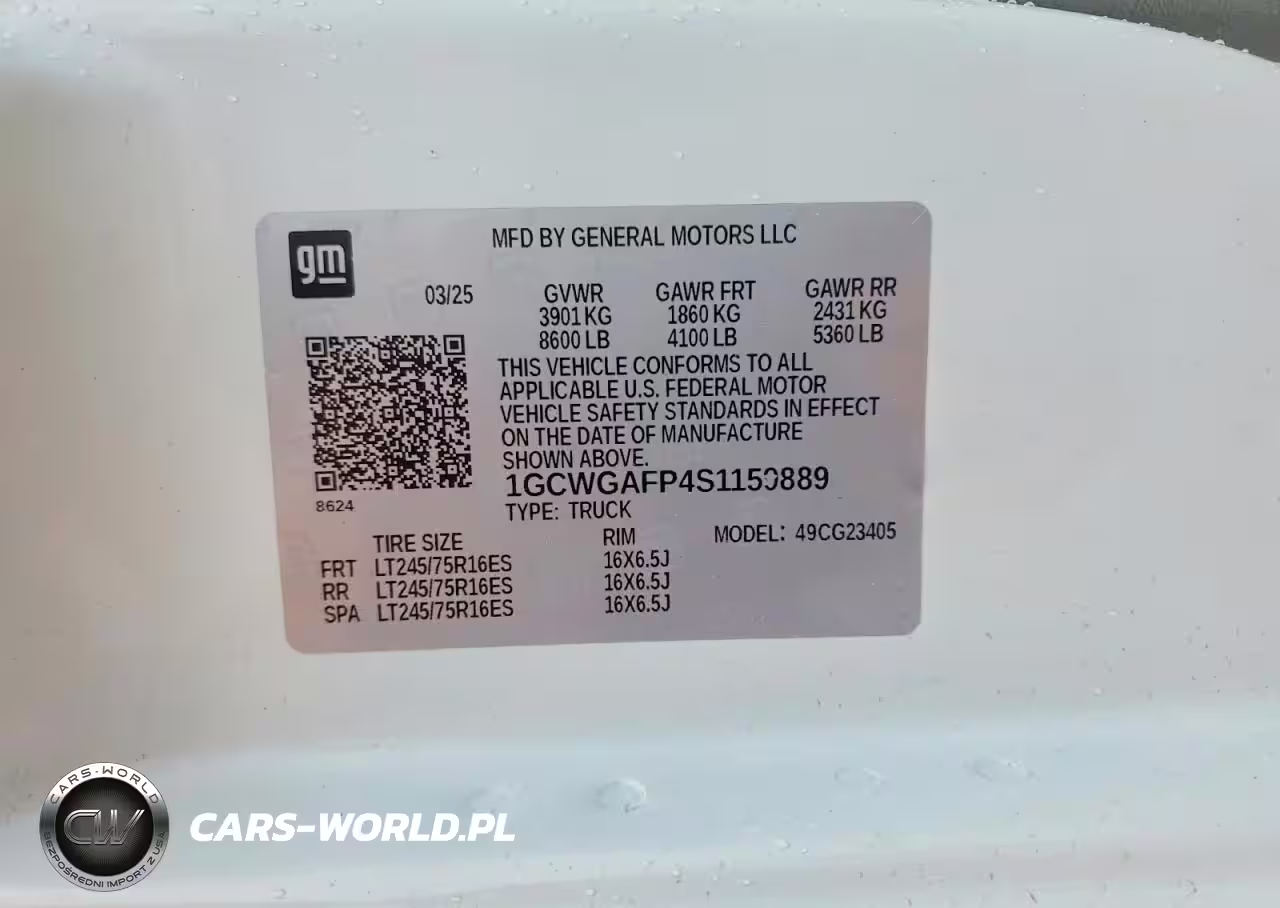 gm
MFD BY GENERAL MOTORS LLC
03/25
GVWR GAWR FRT GAWR RR
3901 KG 1860 KG 2431 KG
8600 LB 4100 LB 5360 LB
THIS VEHICLE CONFORMS TO ALL
APPLICABLE U.S. FEDERAL MOTOR
VEHICLE SAFETY STANDARDS IN EFFECT
ON THE DATE OF MANUFACTURE
SHOWN ABOVE.
8624
TYPE: TRUCK
TIRE SIZE RIM MODEL: 49CG23405
FRT LT245/75R16ES 16X6.5J
RR LT245/75R16ES 16X6.5J
SPA LT245/75R16ES 16X6.5J
CARS-WORLD
CW
BEZPOŚREDNI IMPORT Z USA
CARS-WORLD.PL